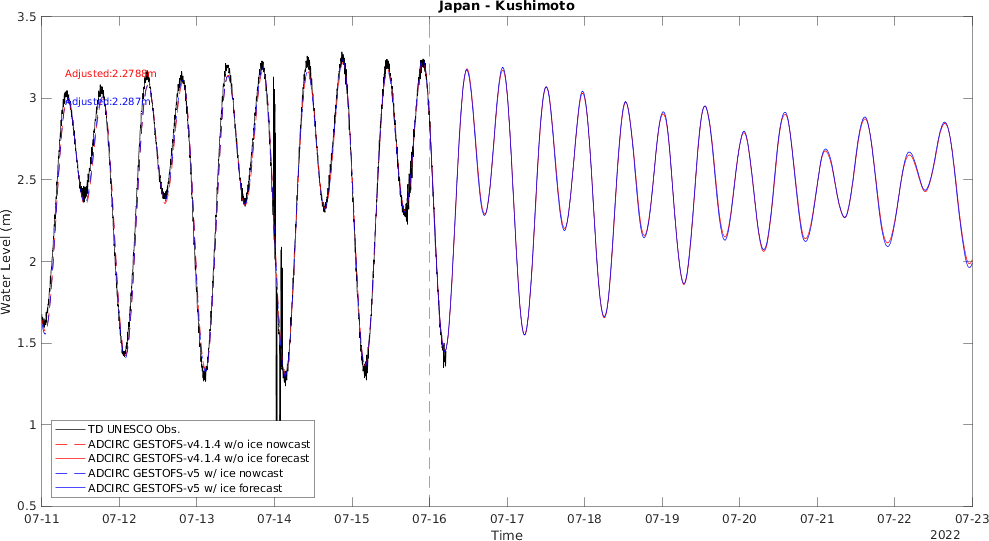 Japan - Kushimoto
3.5
3
2.5
2
1.5
1
0.5
Water Level (m)
Adjusted:2.2788m
Adjusted:2.287m
TD UNESCO Obs.
ADCIRC GESTOFS-v4.1.4 w/o ice nowcast
ADCIRC GESTOFS-v4.1.4 w/o ice forecast
ADCIRC GESTOFS-v5 w/ ice nowcast
ADCIRC GESTOFS-v5 w/ ice forecast
07-11 07-12 07-13 07-14 07-15 07-16 07-17 07-18 07-19 07-20 07-21 07-22 07-23
Time
2022